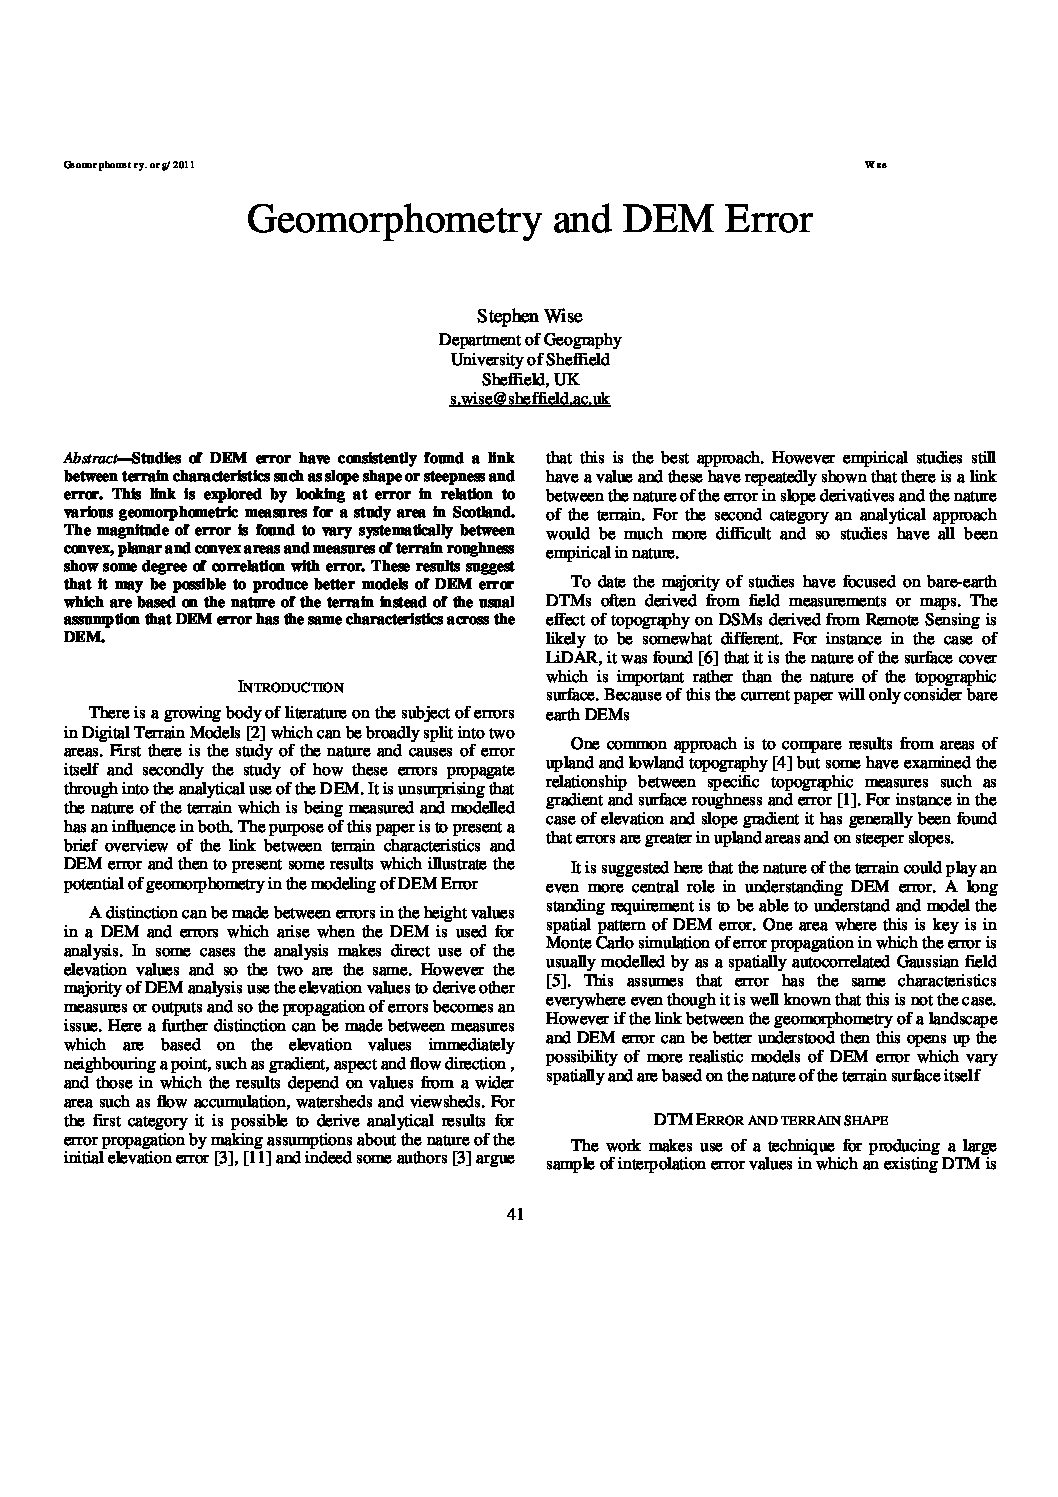 Geomorphometry.org/2011
Wise
Geomorphometry and DEM Error
Stephen Wise
Department of Geography
University of Sheffield
Sheffield, UK
s.wise@sheffield.ac.uk
Abstract—Studies of DEM error have consistently found a link
between terrain characteristics such as slope shape or steepness and
error. This link is explored by looking at error in relation to
various geomorphometric measures for a study area in Scotland.
The magnitude of error is found to vary systematically between
convex, planar and convex areas and measures of terrain roughness
show some degree of correlation with error. These results suggest
that it may be possible to produce better models of DEM error
which are based on the nature of the terrain instead of the usual
assumption that DEM error has the same characteristics across the
DEM.
INTRODUCTION
There is a growing body of literature on the subject of errors
in Digital Terrain Models [2] which can be broadly split into two
areas. First there is the study of the nature and causes of error
itself and secondly the study of how these errors propagate
through into the analytical use of the DEM. It is unsurprising that
the nature of the terrain which is being measured and modelled
has an influence in both. The purpose of this paper is to present a
brief overview of the link between terrain characteristics and
DEM error and then to present some results which illustrate the
potential of geomorphometry in the modeling of DEM Error
A distinction can be made between errors in the height values
in a DEM and errors which arise when the DEM is used for
analysis. In some cases the analysis makes direct use of the
elevation values and so the two are the same. However the
majority of DEM analysis use the elevation values to derive other
measures or outputs and so the propagation of errors becomes an
issue. Here a further distinction can be made between measures
which are based on the elevation values immediately
neighbouring a point, such as gradient, aspect and flow direction ,
and those in which the results depend on values from a wider
area such as flow accumulation, watersheds and viewsheds. For
the first category it is possible to derive analytical results for
error propagation by making assumptions about the nature of the
initial elevation error [3], [11] and indeed some authors [3] argue
that this is the best approach. However empirical studies still
have a value and these have repeatedly shown that there is a link
between the nature of the error in slope derivatives and the nature
of the terrain. For the second category an analytical approach
would be much more difficult and so studies have all been
empirical in nature.
To date the majority of studies have focused on bare-earth
DTMs often derived from field measurements or maps. The
effect of topography on DSMs derived from Remote Sensing is
likely to be somewhat different. For instance in the case of
LiDAR, it was found [6] that it is the nature of the surface cover
which is important rather than the nature of the topographic
surface. Because of this the current paper will only consider bare
earth DEMs
One common approach is to compare results from areas of
upland and lowland topography [4] but some have examined the
relationship between specific topographic measures such as
gradient and surface roughness and error [1]. For instance in the
case of elevation and slope gradient it has generally been found
that errors are greater in upland areas and on steeper slopes.
It is suggested here that the nature of the terrain could play an
even more central role in understanding DEM error. A long
standing requirement is to be able to understand and model the
spatial pattern of DEM error. One area where this is key is in
Monte Carlo simulation of error propagation in which the error is
usually modelled by as a spatially autocorrelated Gaussian field
[5]. This assumes that error has the same characteristics
everywhere even though it is well known that this is not the case.
However if the link between the geomorphometry of a landscape
and DEM error can be better understood then this opens up the
possibility of more realistic models of DEM error which vary
spatially and are based on the nature of the terrain surface itself
DTM ERROR AND TERRAIN SHAPE
The work makes use of a technique for producing a large
sample of interpolation error values in which an existing DTM is
41